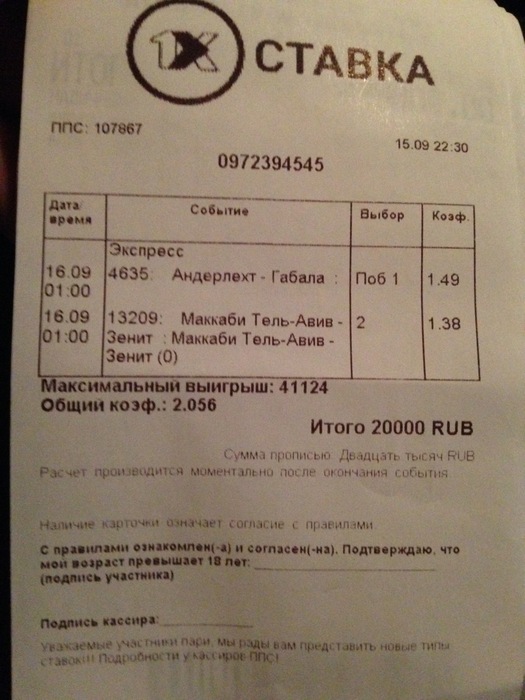 1X СТАВКА
ППС: 107867
15.09 22:30
0972394545
Дата/ Событие Выбор Коэф.
время
Экспресс
16.09 4635: Андерлехт - Габала : Поб 1 1.49
01:00
16.09 13209: Маккаби Тель-Авив - 2 1.38
01:00 Зенит : Маккаби Тель-Авив -
Зенит (0)
Максимальный выигрыш: 41124
Общий коэф.: 2.056
Итого 20000 RUB
Сумма прописью: Двадцать тысяч RUB
Расчет производится моментально после окончания события.
Наличие карточки означает согласие с правилами.
С правилами ознакомлен(-а) и согласен(-на). Подтверждаю, что
мой возраст превышает 18 лет:
(подпись участника)
Подпись кассира:
Уважаемые участники пари, мы рады вам представить новые типы
ставок!!! Подробности у кассиров ППС!